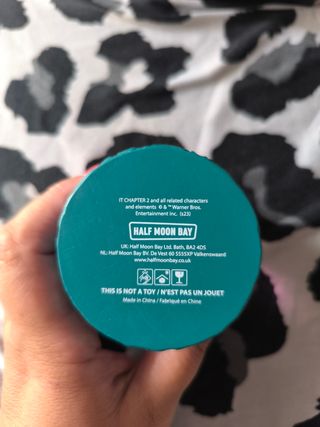 IT CHAPTER 2 and all related characters
and elements © & ™ Warner Bros.
Entertainment Inc. (s23)
HALF MOON BAY
UK: Half Moon Bay Ltd. Bath, BA2 4DS
NL: Half Moon Bay BV. De Vest 60 5555XP Valkenswaard
www.halfmoonbay.co.uk
THIS IS NOT A TOY / N'EST PAS UN JOUET
Made in China / Fabriqué en Chine